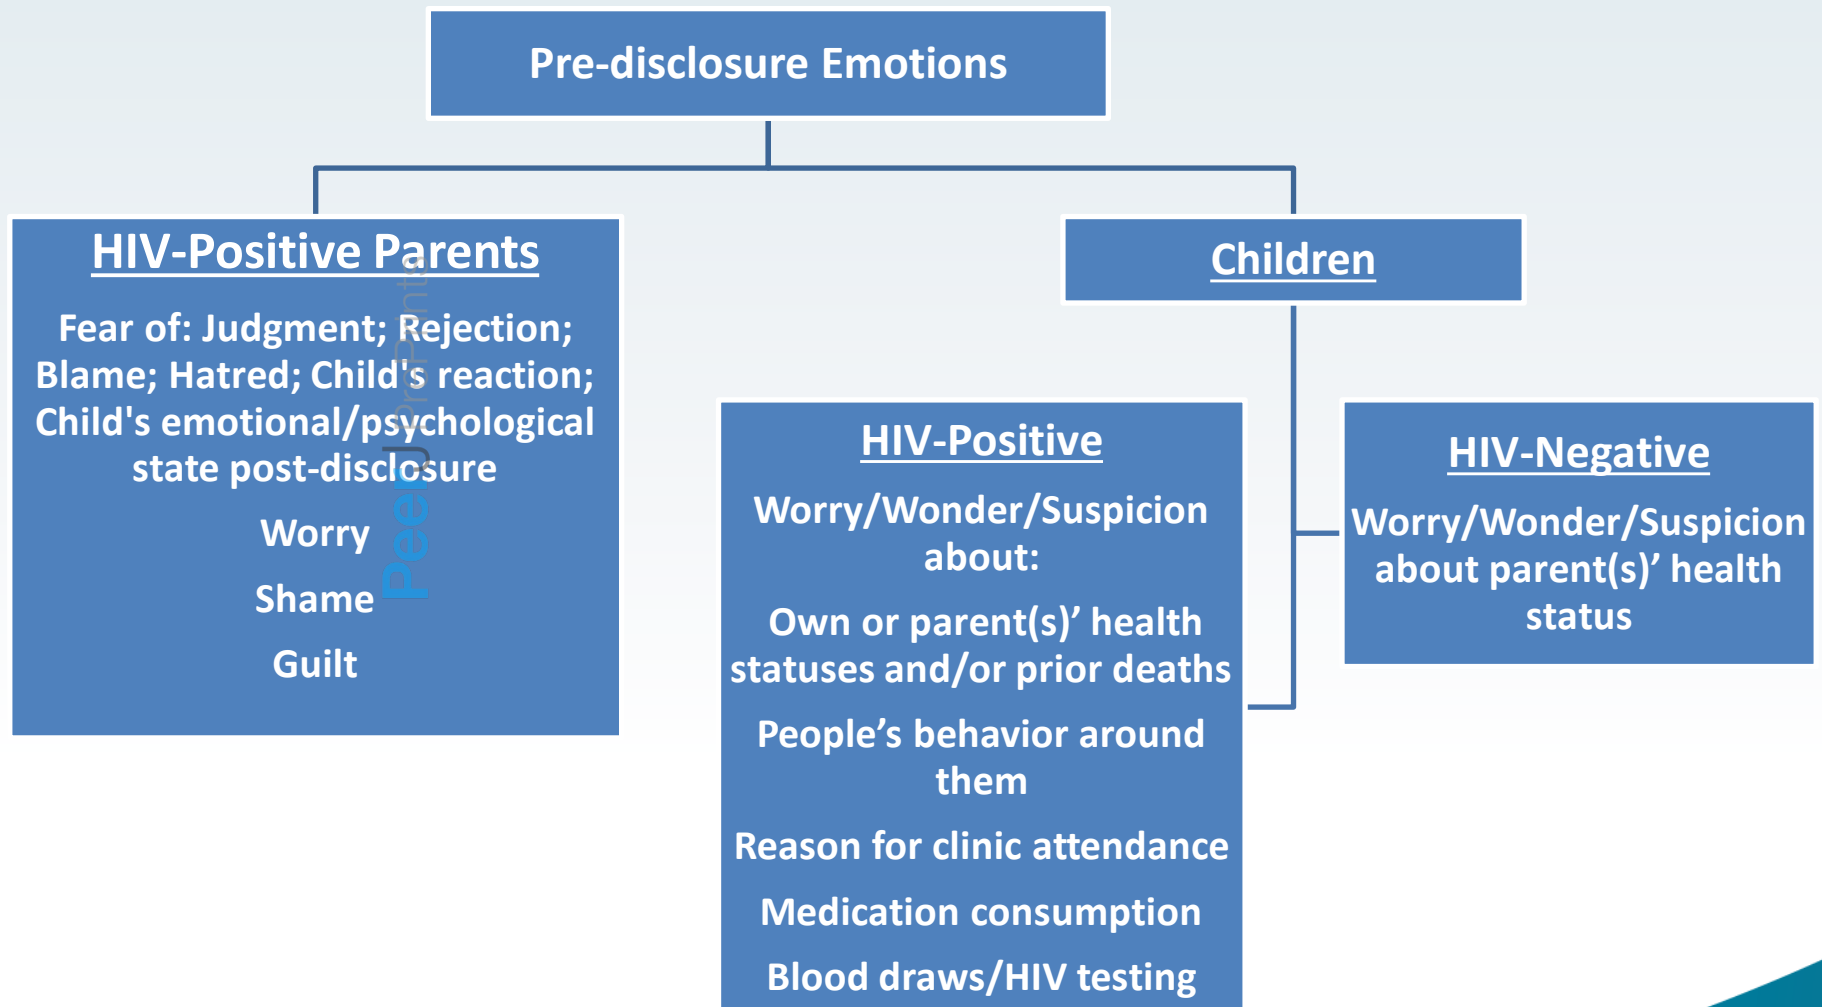 Pre-disclosure Emotions
HIV-Positive Parents
Fear of: Judgment; Rejection;
Blame; Hatred; Child's reaction;
Child's emotional/psychological
state post-disclosure
Worry
Shame
Guilt
PeerJ PrePrints
Children
HIV-Positive
Worry/Wonder/Suspicion
about:
Own or parent(s)’ health
statuses and/or prior deaths
People’s behavior around
them
Reason for clinic attendance
Medication consumption
Blood draws/HIV testing
HIV-Negative
Worry/Wonder/Suspicion
about parent(s)’ health
status